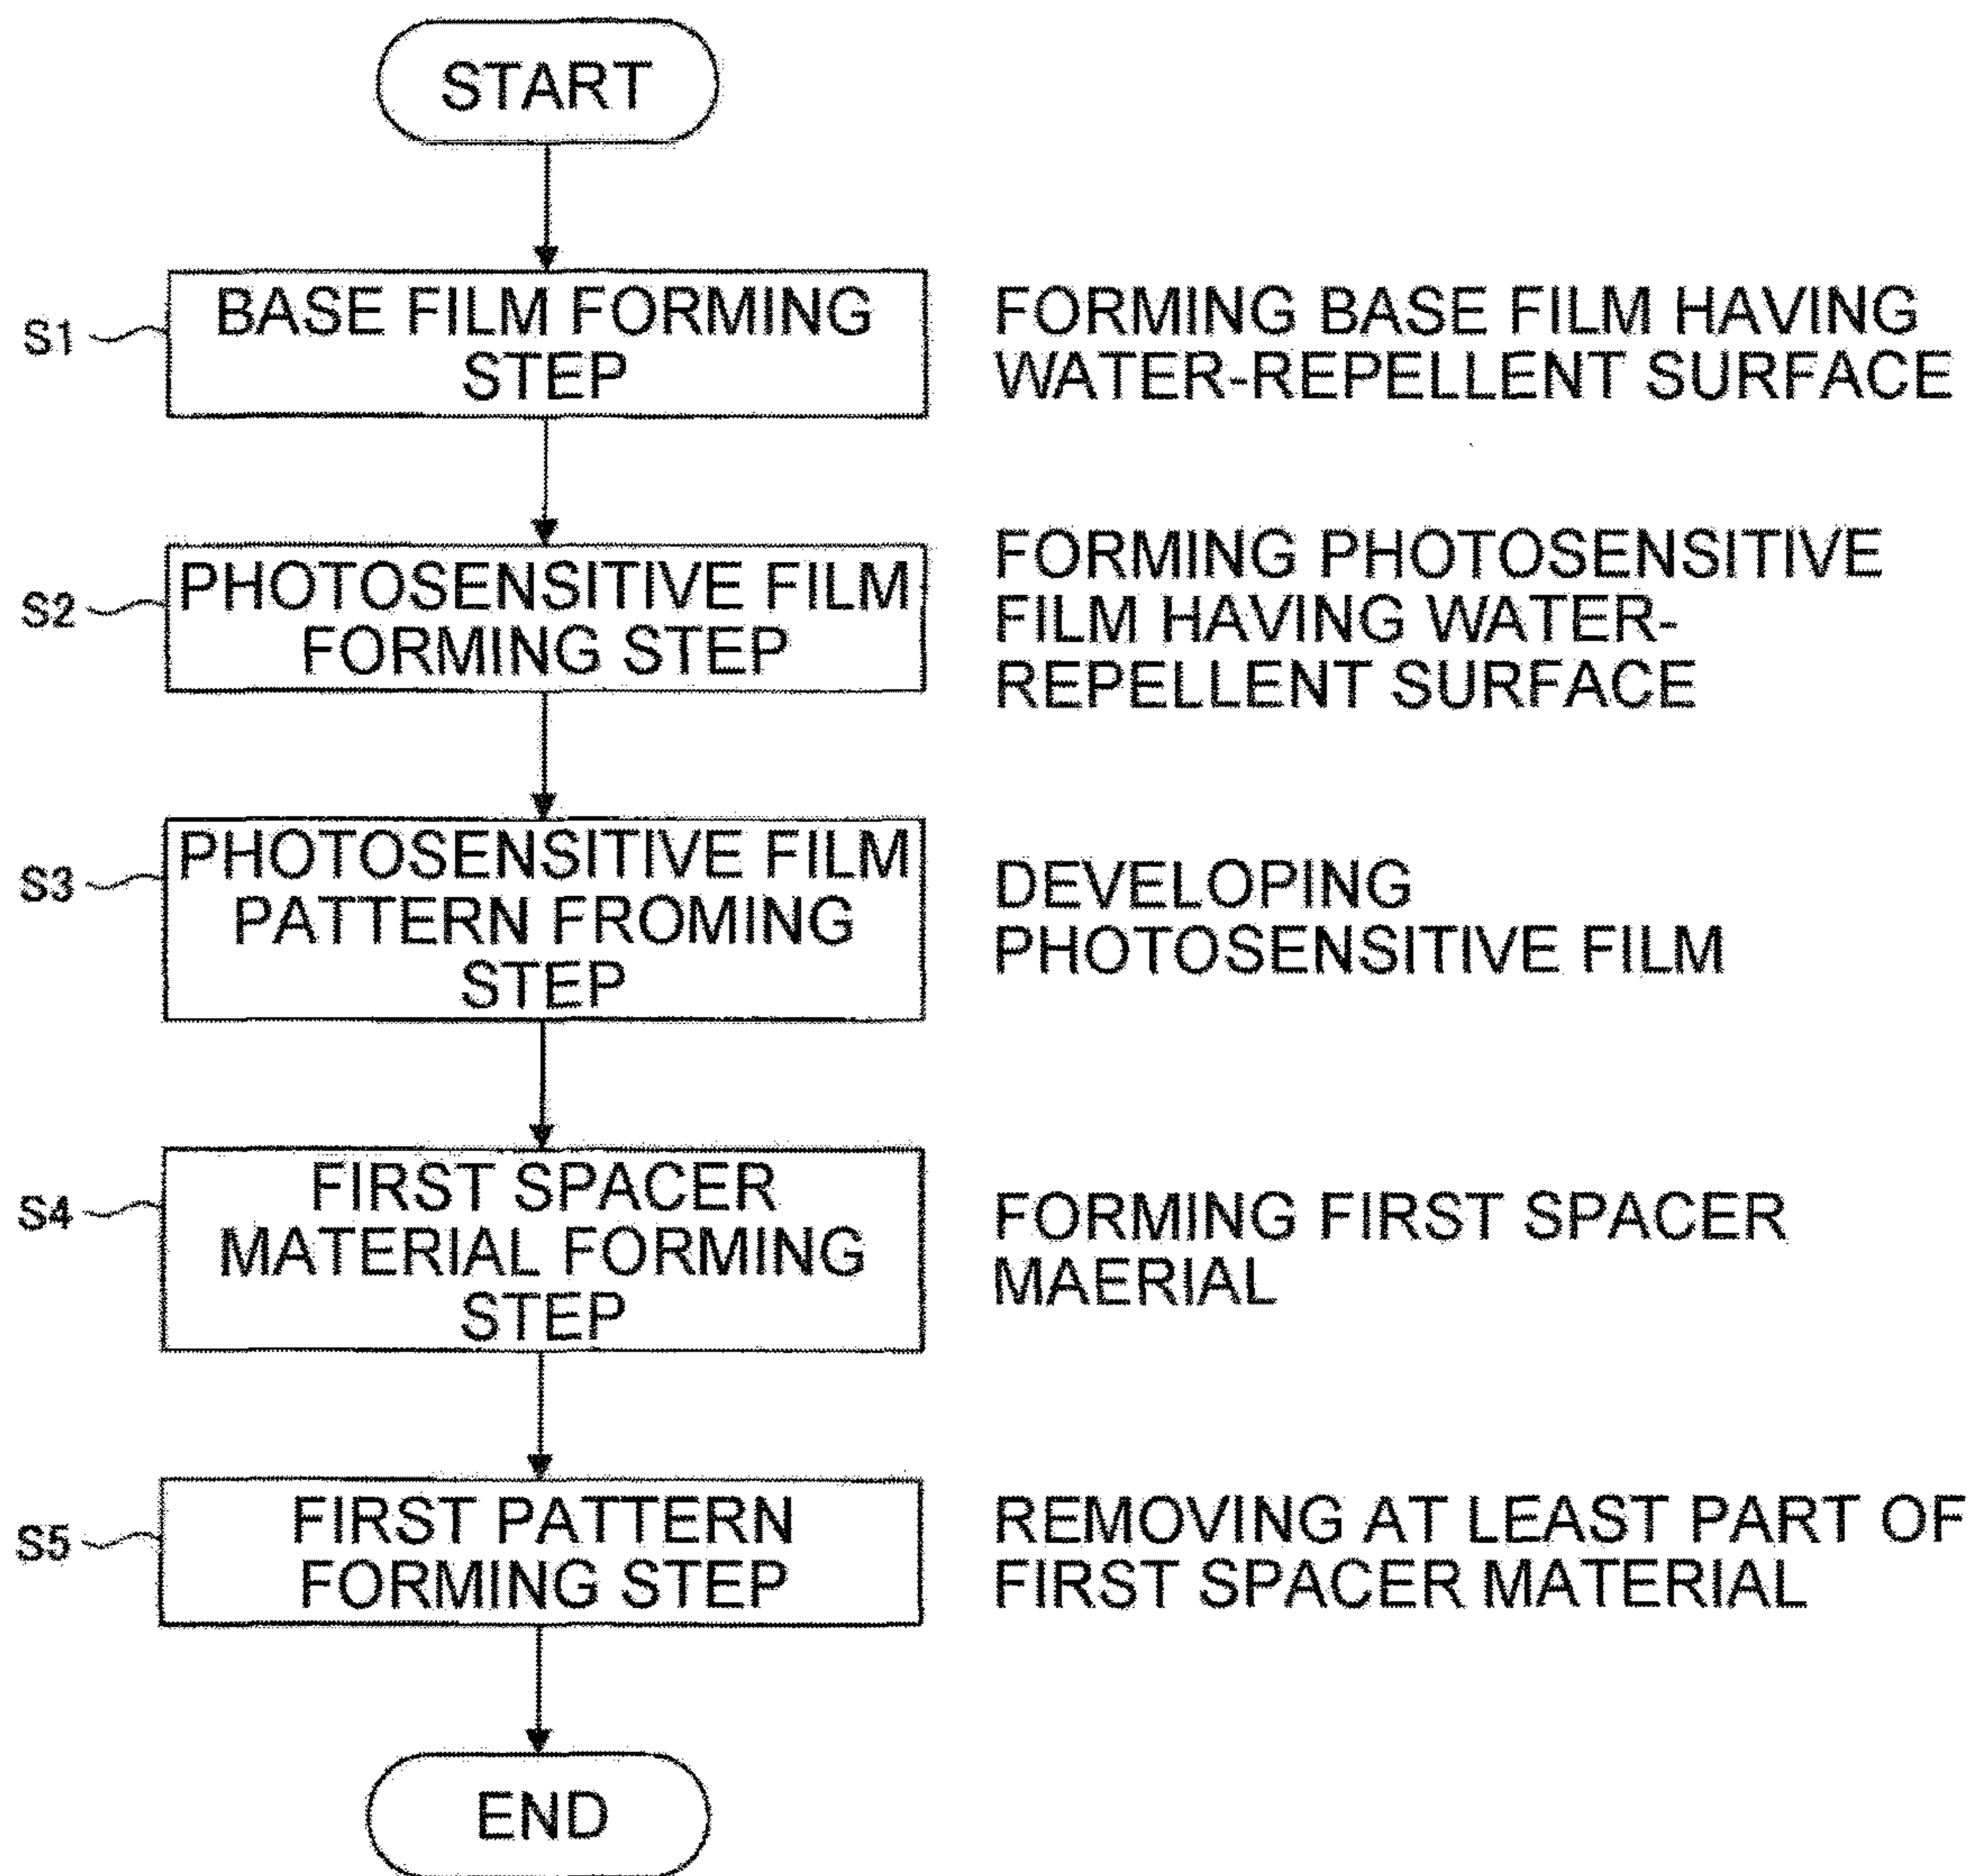 START
S1
BASE FILM FORMING
STEP
FORMING BASE FILM HAVING
WATER-REPELLENT SURFACE
S2
PHOTOSENSITIVE FILM
FORMING STEP
FORMING PHOTOSENSITIVE
FILM HAVING WATER-
REPELLENT SURFACE
S3
PHOTOSENSITIVE FILM
PATTERN FROMING
STEP
DEVELOPING
PHOTOSENSITIVE FILM
S4
FIRST SPACER
MATERIAL FORMING
STEP
FORMING FIRST SPACER
MAERIAL
S5
FIRST PATTERN
FORMING STEP
REMOVING AT LEAST PART OF
FIRST SPACER MATERIAL
END